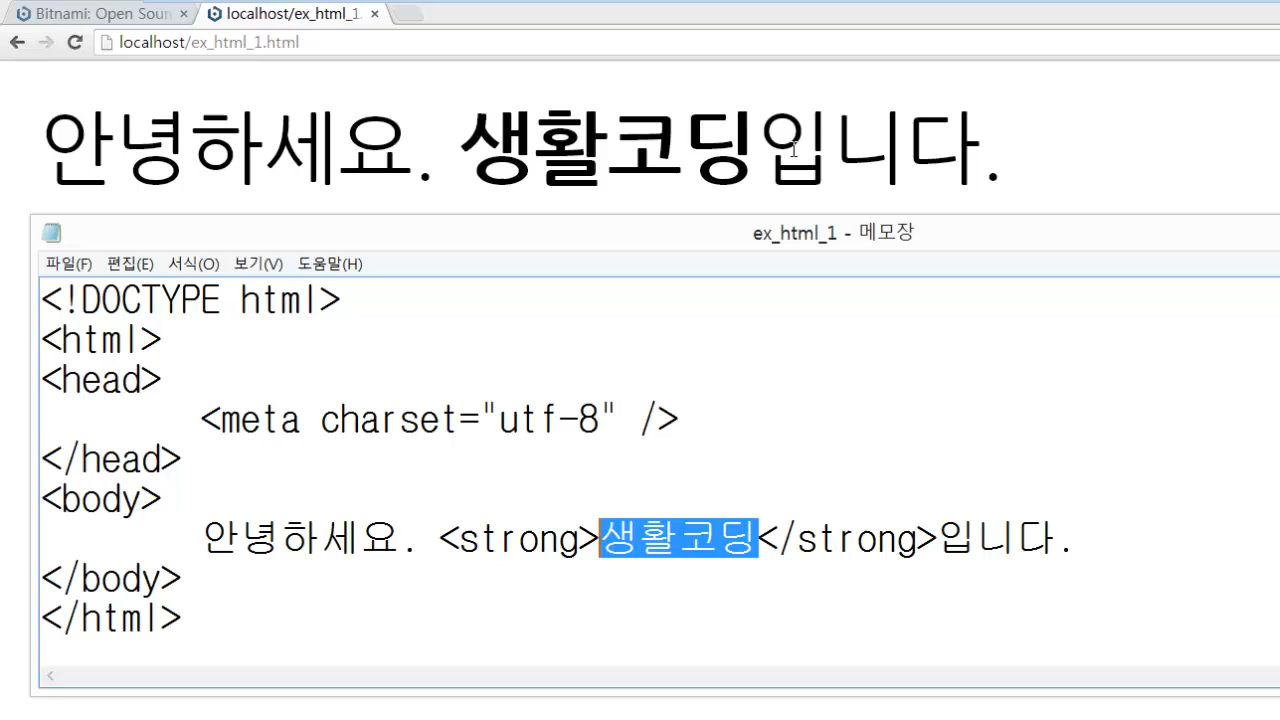 Bitnami: Open Sour
localhost/ex_html_1.
localhost/ex_html_1.html
안녕하세요. 생활코딩입니다.
ex_html_1 - 메모장
파일(F) 편집(E) 서식(O) 보기(V) 도움말(H)
<!DOCTYPE html>
<html>
<head>
<meta charset="utf-8" />
</head>
<body>
안녕하세요. <strong>생활코딩</strong>입니다.
</body>
</html>